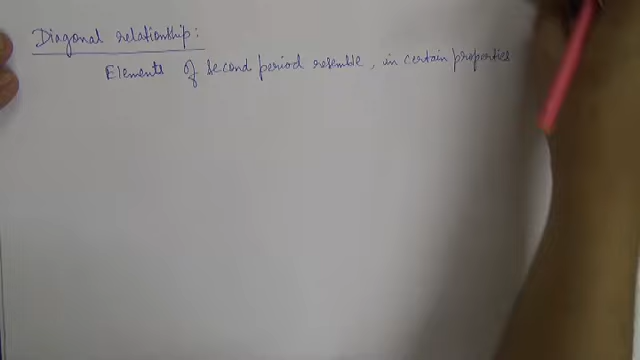 Diagonal relationship:
Elements of second period resemble, in certain properties